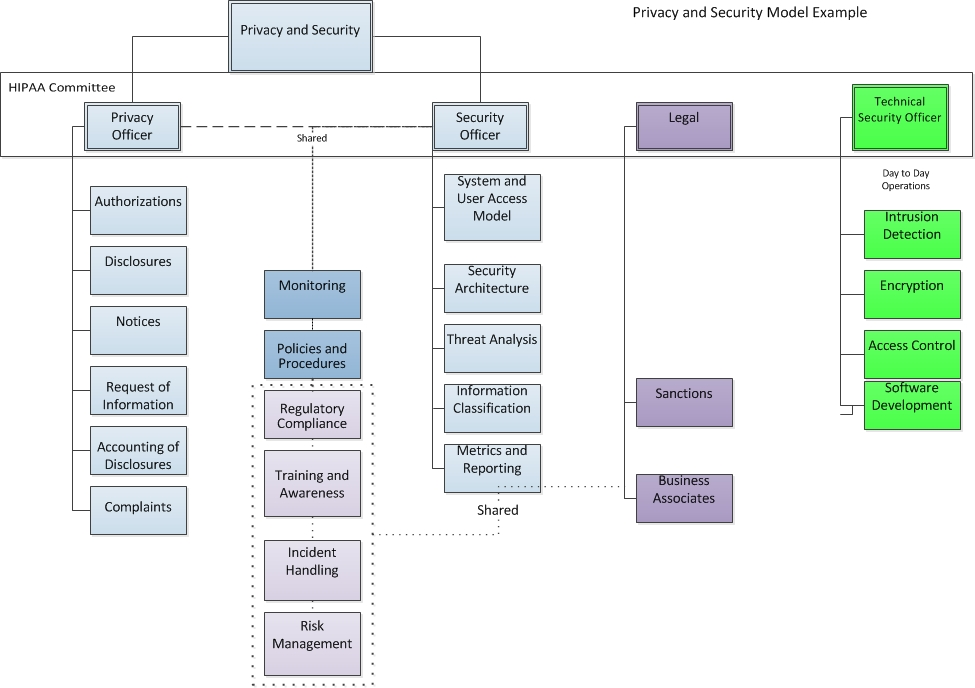 Privacy and Security Model Example
Privacy and Security
HIPAA Committee
Privacy
Officer
Shared
Security
Officer
Legal
Technical
Security Officer
Day to Day
Operations
Authorizations
Disclosures
Notices
Request of
Information
Accounting of
Disclosures
Complaints
Monitoring
Policies and
Procedures
Regulatory
Compliance
Training and
Awareness
Incident
Handling
Risk
Management
System and
User Access
Model
Security
Architecture
Threat Analysis
Information
Classification
Metrics and
Reporting
Shared
Sanctions
Business
Associates
Intrusion
Detection
Encryption
Access Control
Software
Development